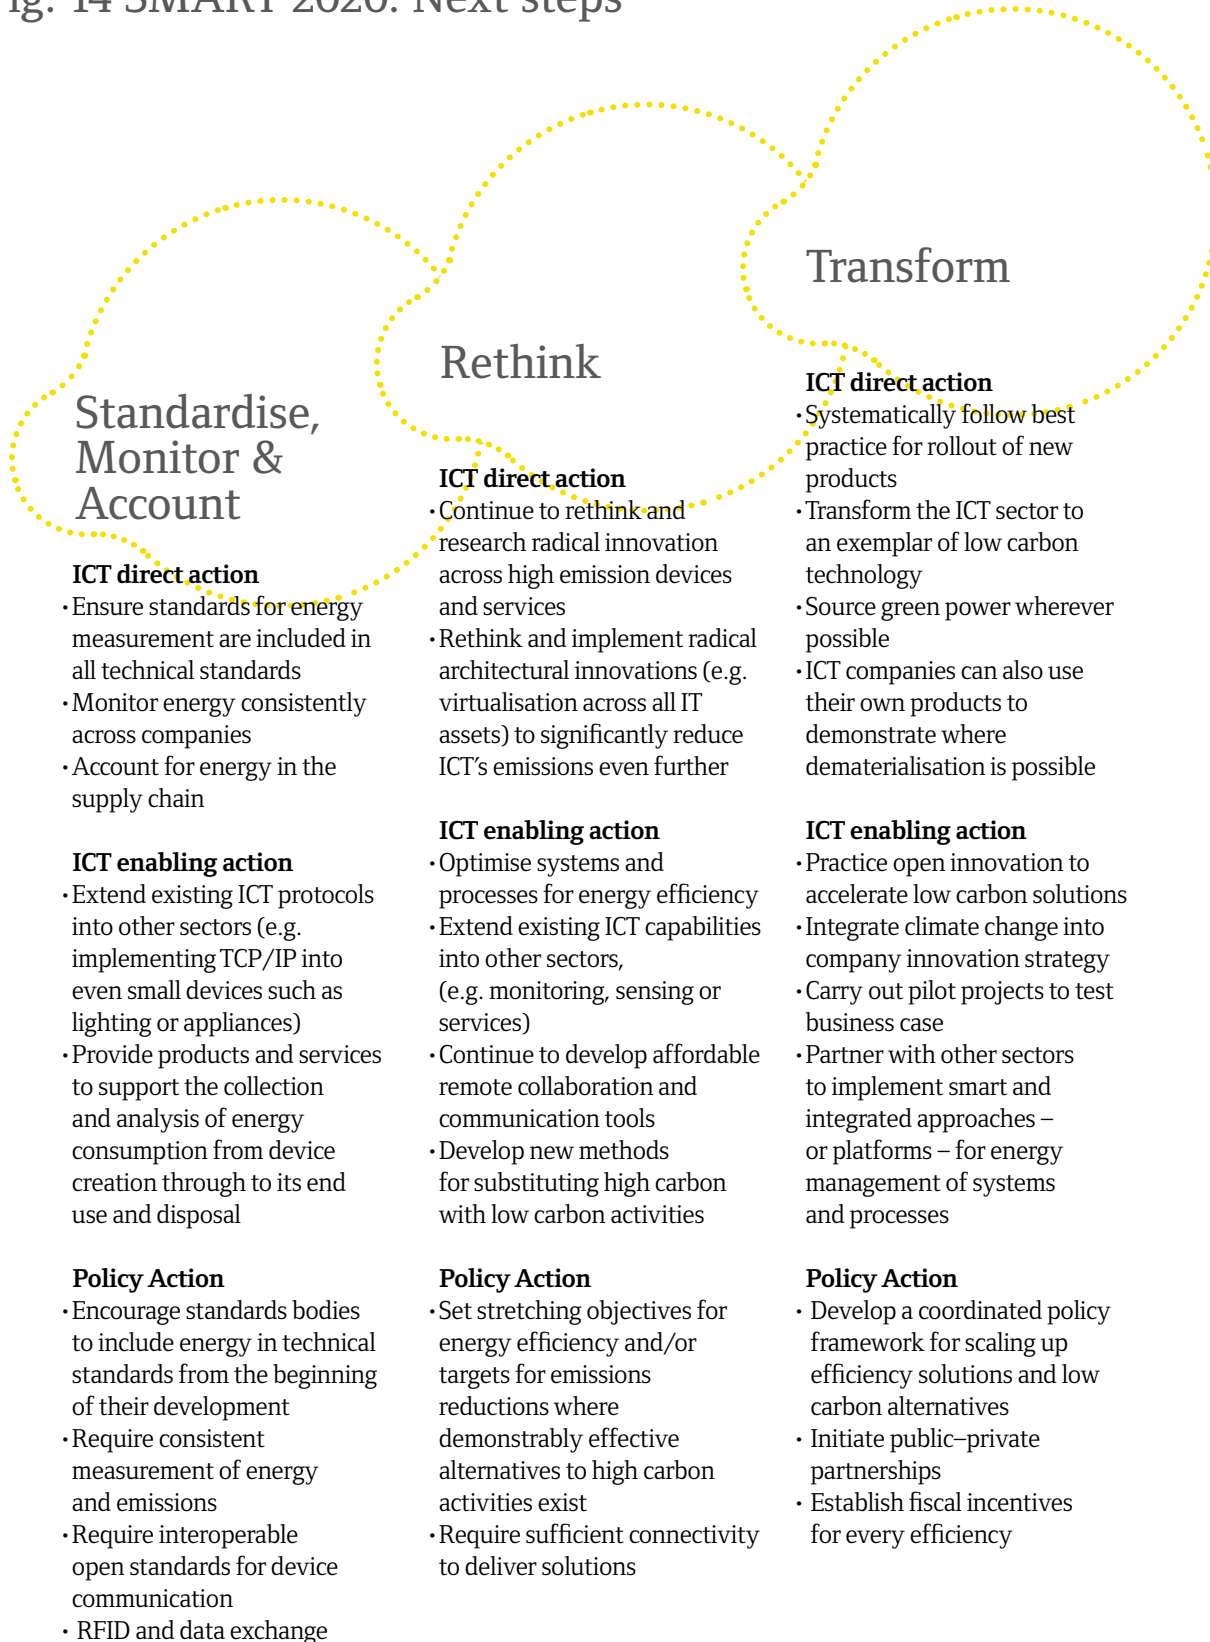 ig. 14 SMART 2020: Next steps
Standardise,
Monitor &
Account
ICT direct action
· Ensure standards for energy
measurement are included in
all technical standards
· Monitor energy consistently
across companies
· Account for energy in the
supply chain
ICT enabling action
· Extend existing ICT protocols
into other sectors (e.g.
implementing TCP/IP into
even small devices such as
lighting or appliances)
· Provide products and services
to support the collection
and analysis of energy
consumption from device
creation through to its end
use and disposal
Policy Action
· Encourage standards bodies
to include energy in technical
standards from the beginning
of their development
· Require consistent
measurement of energy
and emissions
· Require interoperable
open standards for device
communication
· RFID and data exchange
Rethink
ICT direct action
· Continue to rethink and
research radical innovation
across high emission devices
and services
· Rethink and implement radical
architectural innovations (e.g.
virtualisation across all IT
assets) to significantly reduce
ICT's emissions even further
ICT enabling action
· Optimise systems and
processes for energy efficiency
· Extend existing ICT capabilities
into other sectors,
(e.g. monitoring, sensing or
services)
· Continue to develop affordable
remote collaboration and
communication tools
· Develop new methods
for substituting high carbon
with low carbon activities
Policy Action
· Set stretching objectives for
energy efficiency and/or
targets for emissions
reductions where
demonstrably effective
alternatives to high carbon
activities exist
· Require sufficient connectivity
to deliver solutions
Transform
ICT direct action
· Systematically follow best
practice for rollout of new
products
· Transform the ICT sector to
an exemplar of low carbon
technology
· Source green power wherever
possible
· ICT companies can also use
their own products to
demonstrate where
dematerialisation is possible
ICT enabling action
· Practice open innovation to
accelerate low carbon solutions
· Integrate climate change into
company innovation strategy
· Carry out pilot projects to test
business case
· Partner with other sectors
to implement smart and
integrated approaches –
or platforms – for energy
management of systems
and processes
Policy Action
· Develop a coordinated policy
framework for scaling up
efficiency solutions and low
carbon alternatives
· Initiate public–private
partnerships
· Establish fiscal incentives
for every efficiency